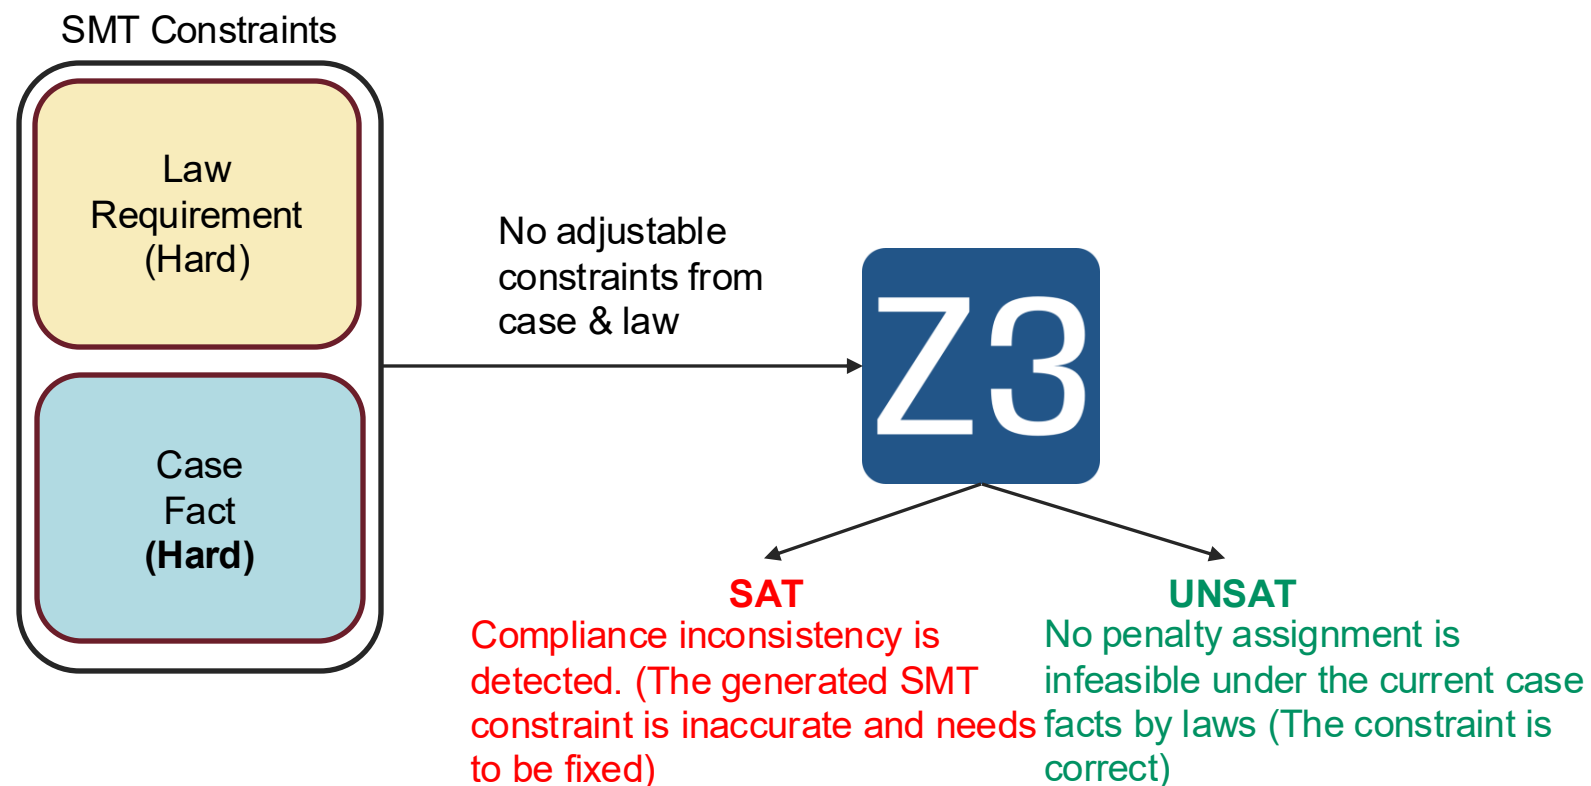 SMT Constraints
Law
Requirement
(Hard)
Case
Fact
(Hard)
No adjustable
constraints from
case & law
Z3
SAT
Compliance inconsistency is
detected. (The generated SMT
constraint is inaccurate and needs
to be fixed)
UNSAT
No penalty assignment is
infeasible under the current case
facts by laws (The constraint is
correct)